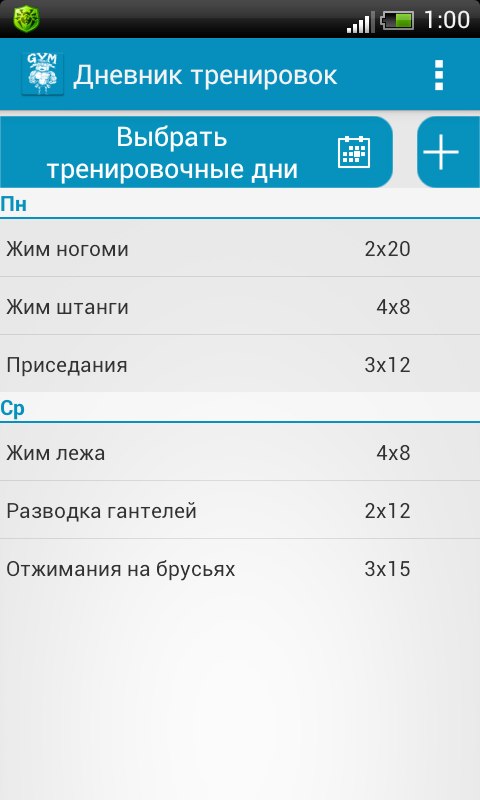 1:00
GYM
Дневник тренировок
Выбрать
тренировочные дни
Пн
Жим ногоми 2x20
Жим штанги 4x8
Приседания 3x12
Ср
Жим лежа 4x8
Разводка гантелей 2x12
Отжимания на брусьях 3x15